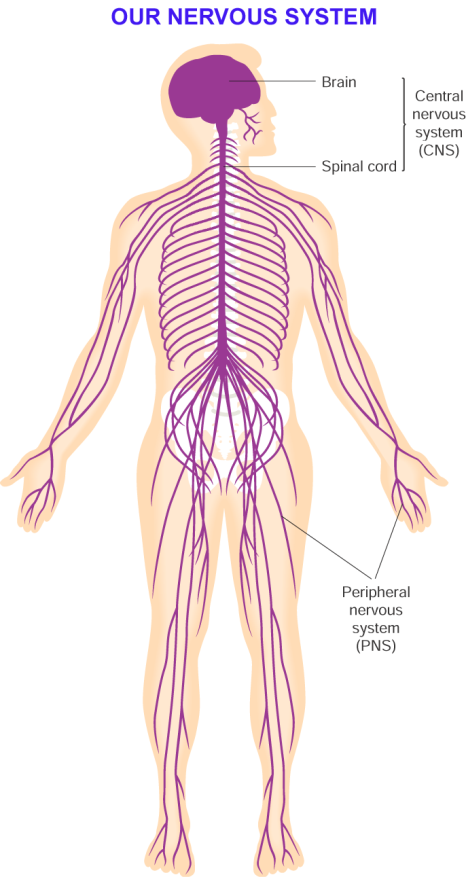 OUR NERVOUS SYSTEM
Brain
Central
nervous
system
(CNS)
Spinal cord
Peripheral
nervous
system
(PNS)